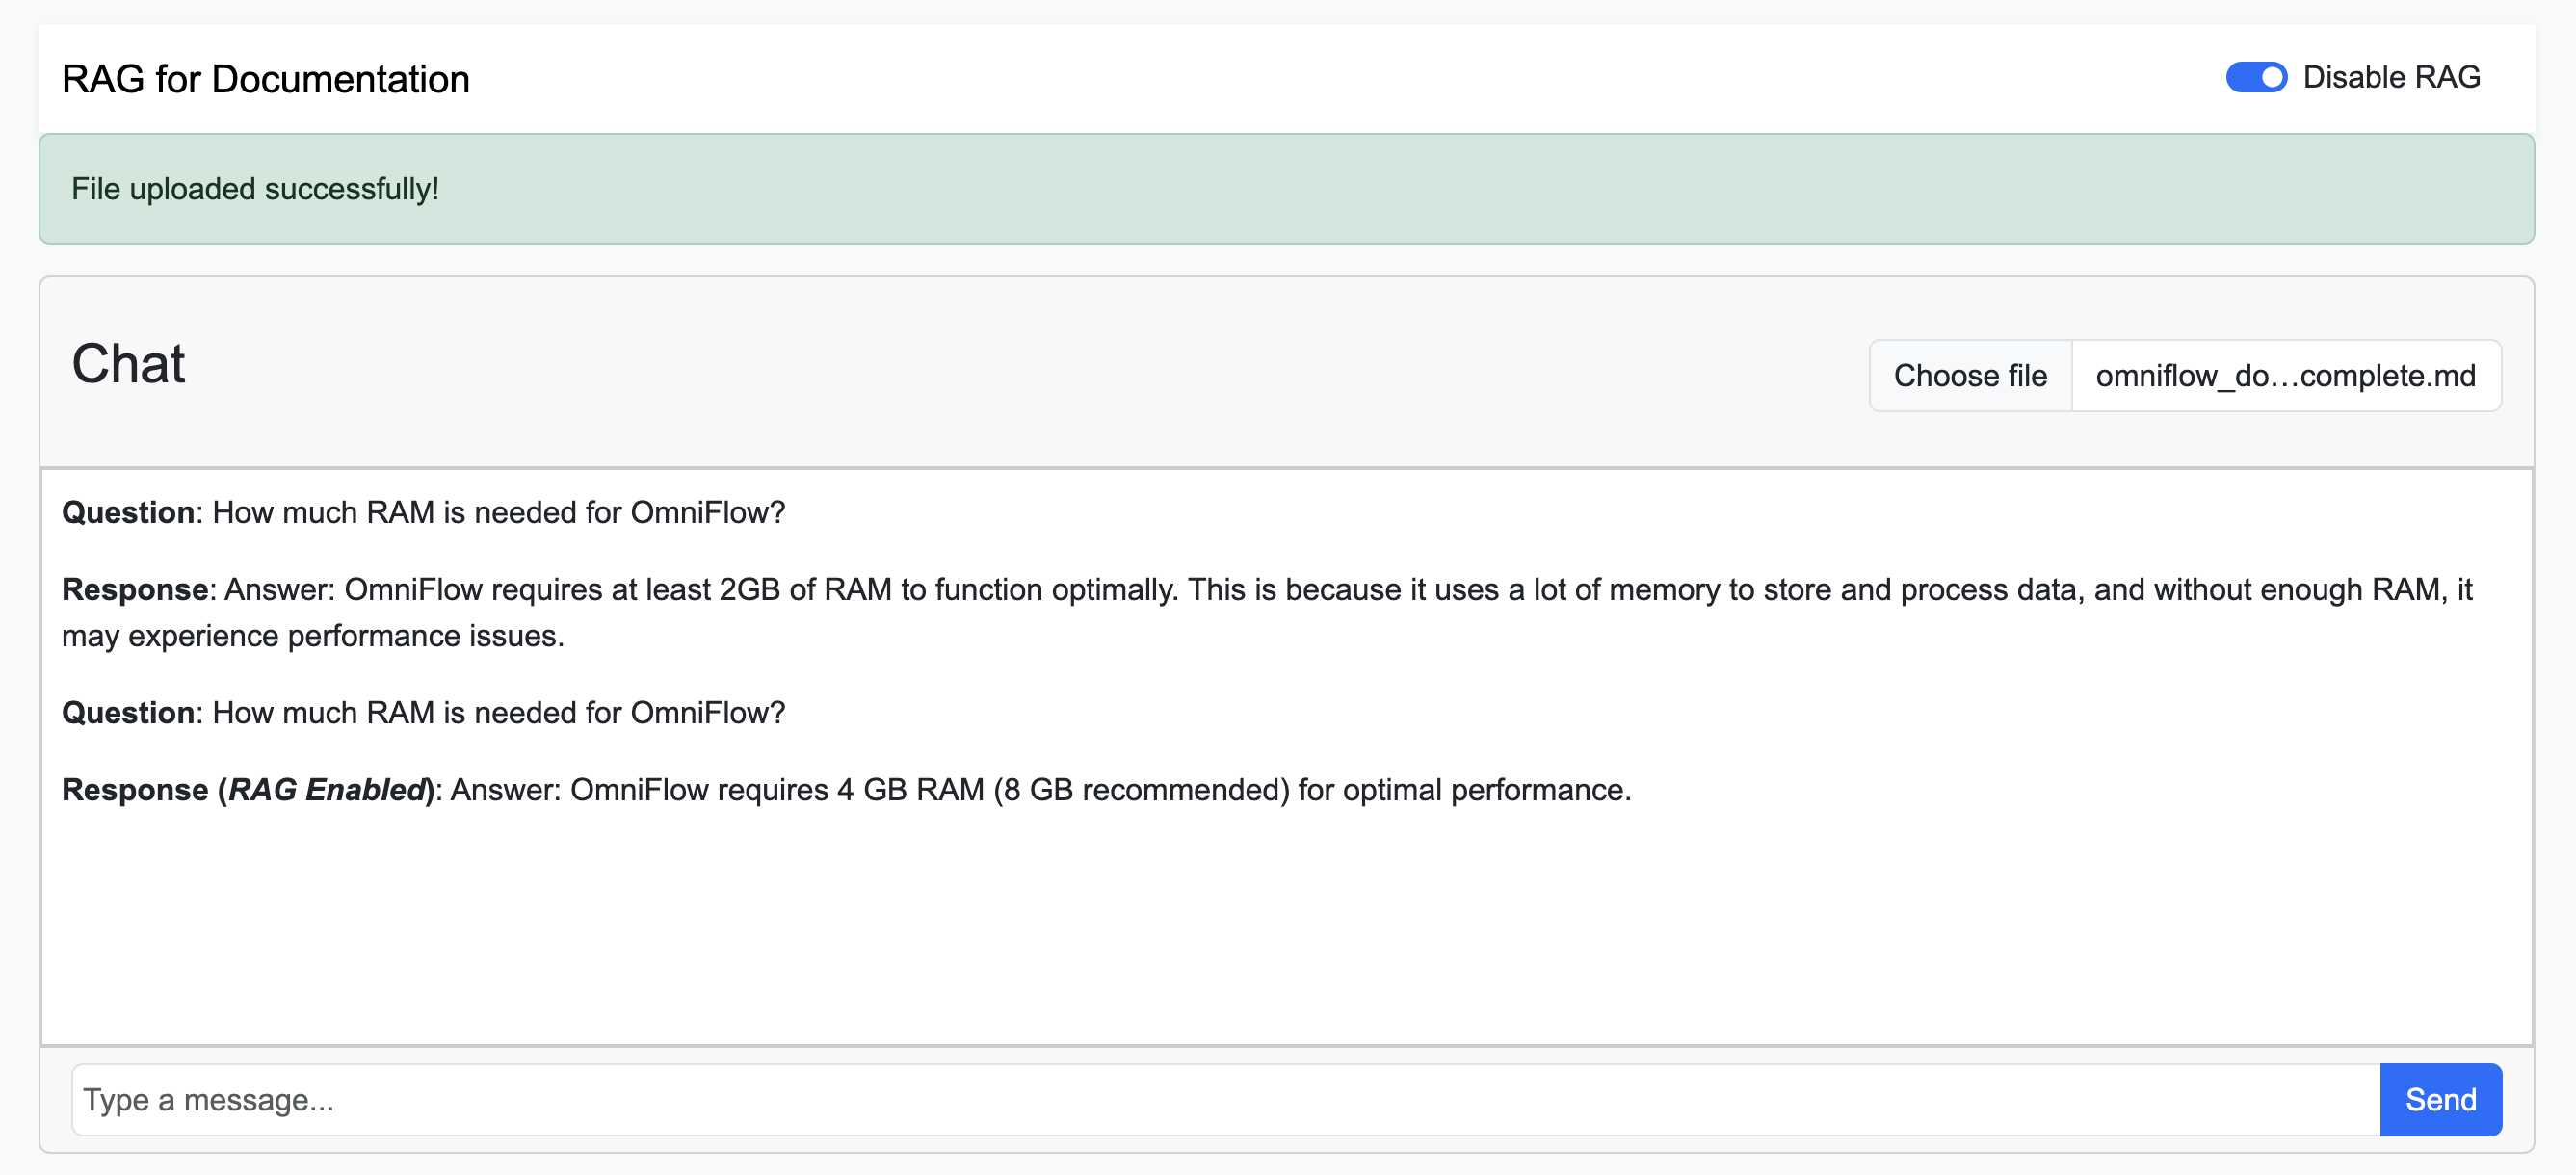 RAG for Documentation
Disable RAG
File uploaded successfully!
Chat
Choose file
omniflow_do...complete.md
Question: How much RAM is needed for OmniFlow?
Response: Answer: OmniFlow requires at least 2GB of RAM to function optimally. This is because it uses a lot of memory to store and process data, and without enough RAM, it
may experience performance issues.
Question: How much RAM is needed for OmniFlow?
Response (RAG Enabled): Answer: OmniFlow requires 4 GB RAM (8 GB recommended) for optimal performance.
Type a message...
Send